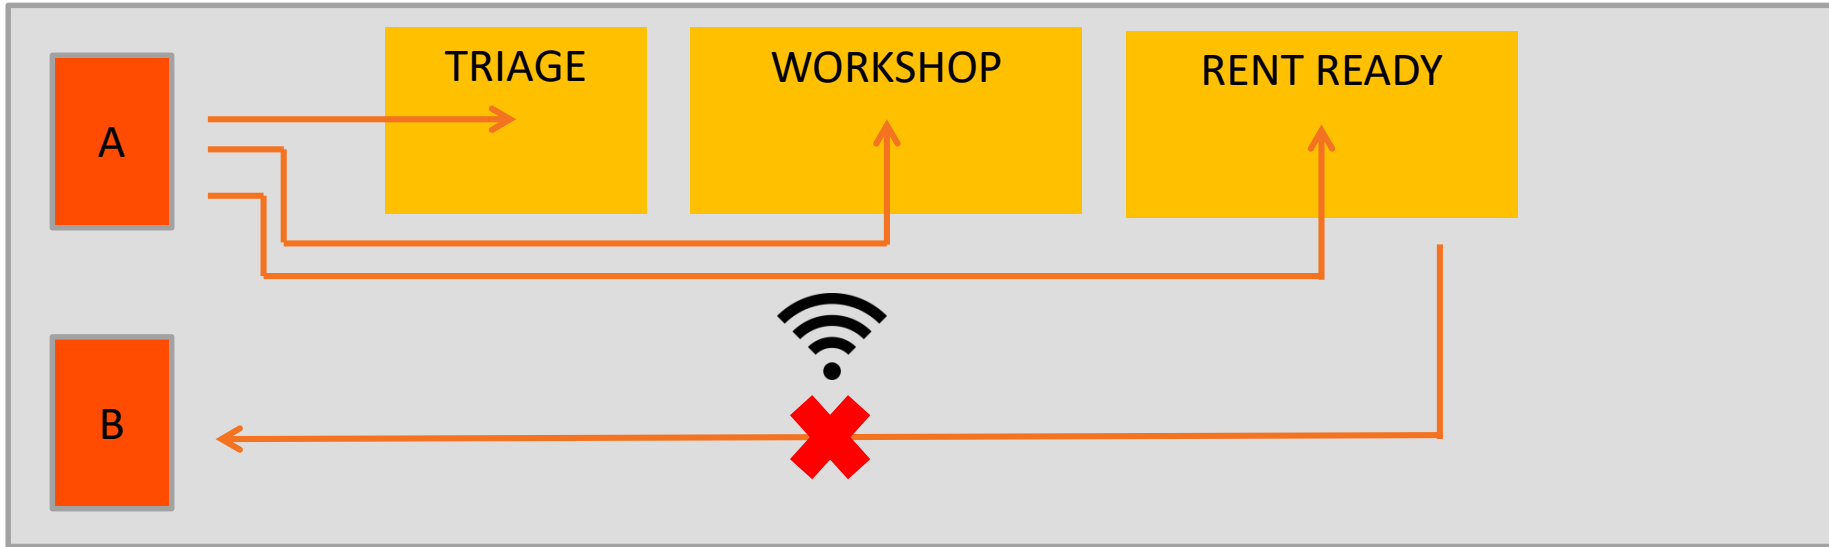 TRIAGE
WORKSHOP
RENT READY
A
B